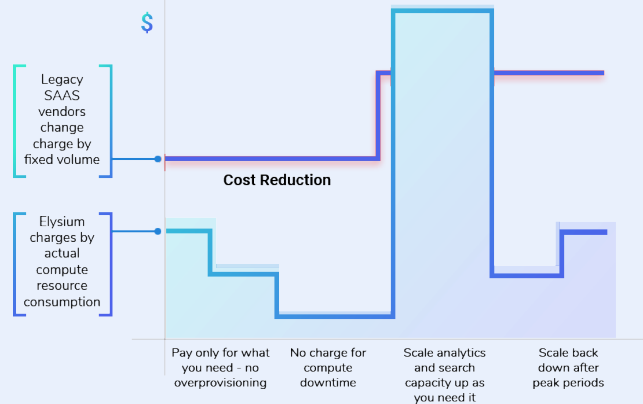 $
Legacy
SAAS
vendors
change
charge by
fixed volume
Cost Reduction
Elysium
charges by
actual
compute
resource
consumption
Pay only for what
you need - no
overprovisioning
No charge for
compute
downtime
Scale analytics
and search
capacity up as
you need it
Scale back
down after
peak periods